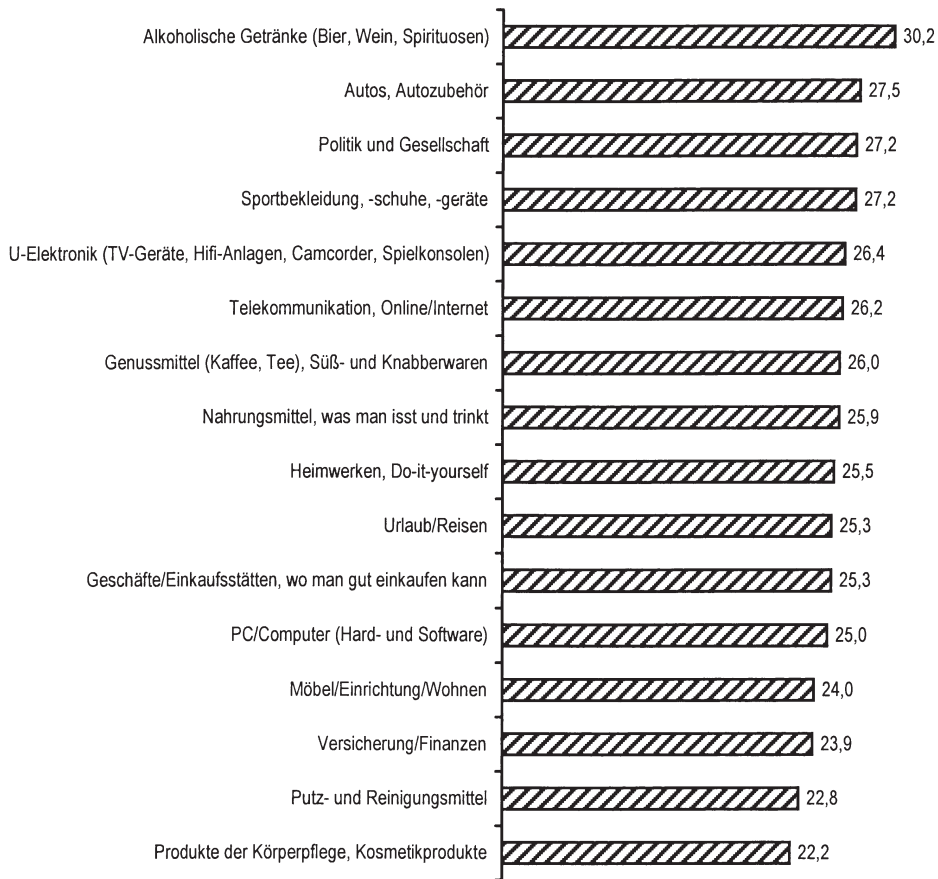 Alkoholische Getränke (Bier, Wein, Spirituosen) 30,2
Autos, Autozubehör 27,5
Politik und Gesellschaft 27,2
Sportbekleidung, -schuhe, -geräte 27,2
U-Elektronik (TV-Geräte, Hifi-Anlagen, Camcorder, Spielkonsolen) 26,4
Telekommunikation, Online/Internet 26,2
Genussmittel (Kaffee, Tee), Süß- und Knabberwaren 26,0
Nahrungsmittel, was man isst und trinkt 25,9
Heimwerken, Do-it-yourself 25,5
Urlaub/Reisen 25,3
Geschäfte/Einkaufsstätten, wo man gut einkaufen kann 25,3
PC/Computer (Hard- und Software) 25,0
Möbel/Einrichtung/Wohnen 24,0
Versicherung/Finanzen 23,9
Putz- und Reinigungsmittel 22,8
Produkte der Körperpflege, Kosmetikprodukte 22,2